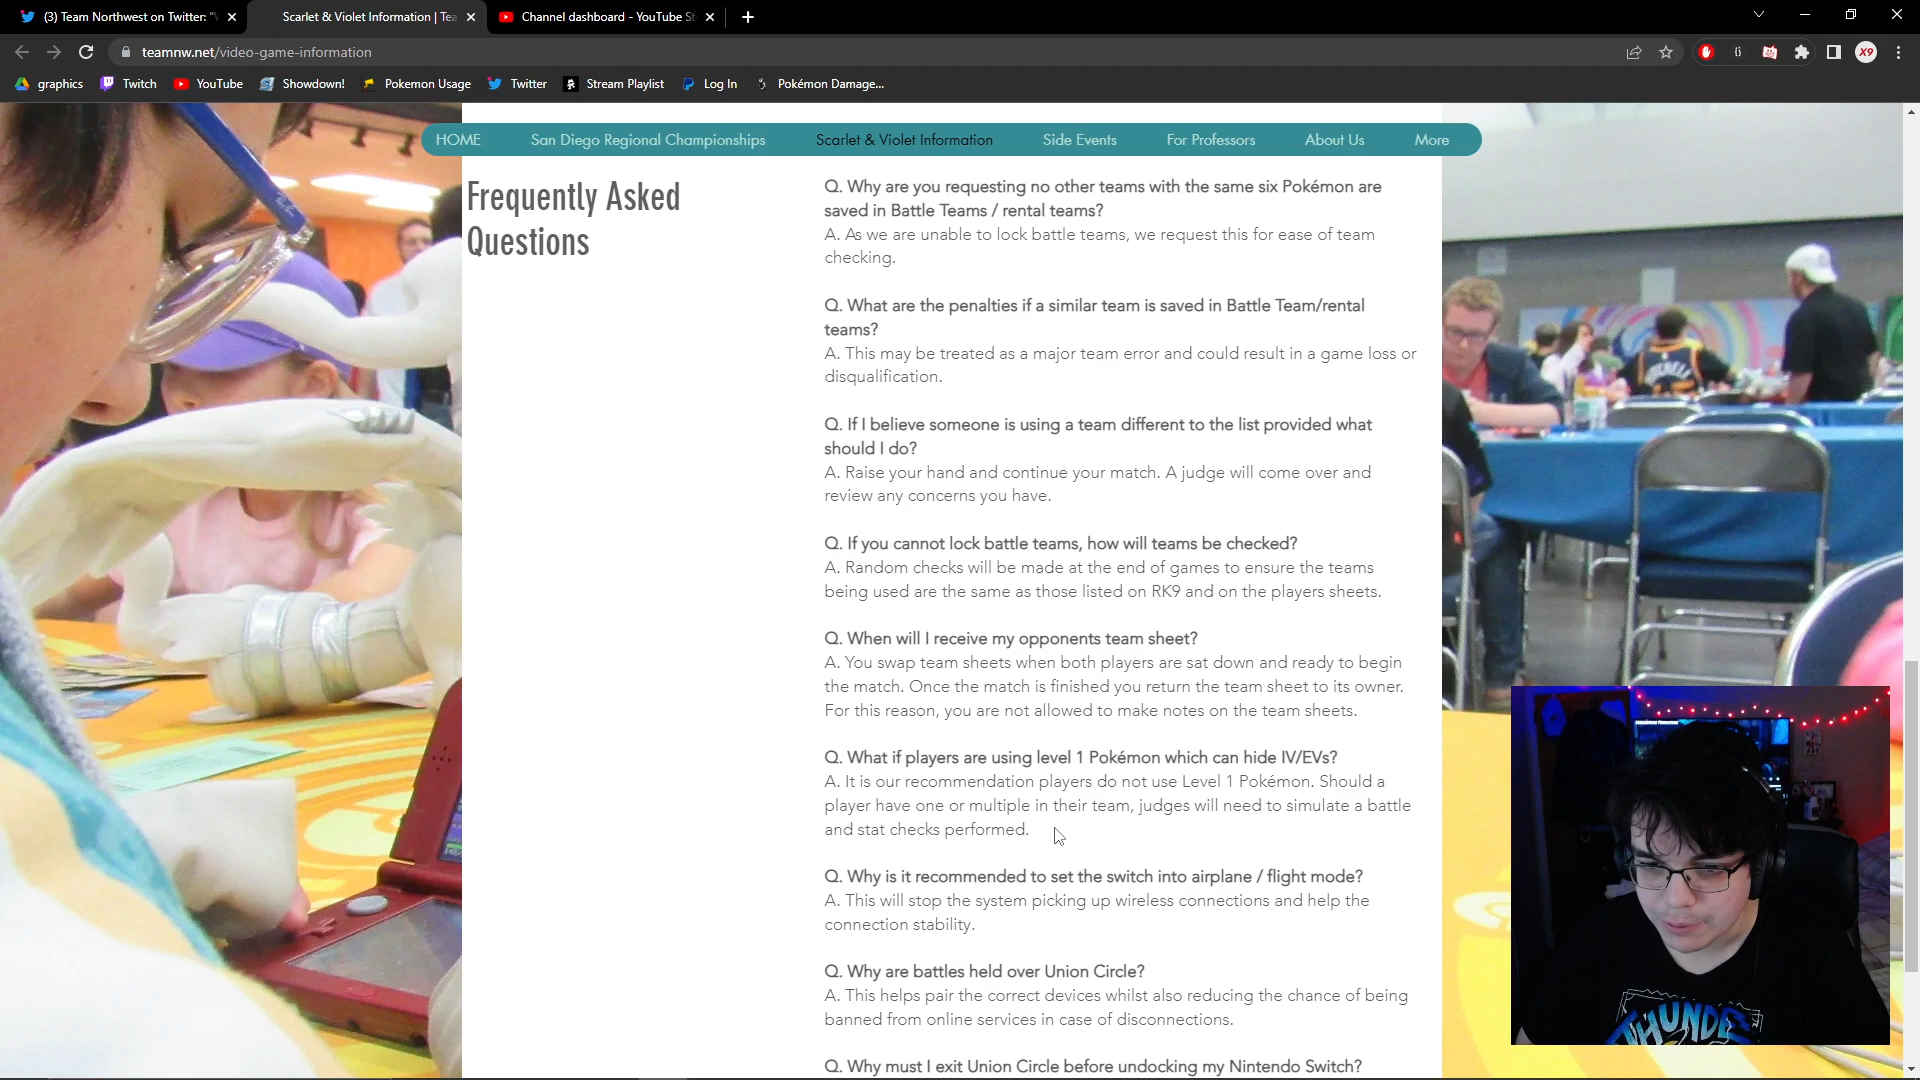 (3) Team Northwest on Twitter: "
Scarlet & Violet Information | Tea
Channel dashboard - YouTube St
teamnw.net/video-game-information
X9
graphics
Twitch
YouTube
Showdown!
Pokemon Usage
Twitter
Stream Playlist
Log In
Pokémon Damage...
HOME
San Diego Regional Championships
Scarlet & Violet Information
Side Events
For Professors
About Us
More
Frequently Asked
Questions
Q. Why are you requesting no other teams with the same six Pokémon are
saved in Battle Teams / rental teams?
A. As we are unable to lock battle teams, we request this for ease of team
checking.
Q. What are the penalties if a similar team is saved in Battle Team/rental
teams?
A. This may be treated as a major team error and could result in a game loss or
disqualification.
Q. If I believe someone is using a team different to the list provided what
should I do?
A. Raise your hand and continue your match. A judge will come over and
review any concerns you have.
Q. If you cannot lock battle teams, how will teams be checked?
A. Random checks will be made at the end of games to ensure the teams
being used are the same as those listed on RK9 and on the players sheets.
Q. When will I receive my opponents team sheet?
A. You swap team sheets when both players are sat down and ready to begin
the match. Once the match is finished you return the team sheet to its owner.
For this reason, you are not allowed to make notes on the team sheets.
Q. What if players are using level 1 Pokémon which can hide IV/EVs?
A. It is our recommendation players do not use Level 1 Pokémon. Should a
player have one or multiple in their team, judges will need to simulate a battle
and stat checks performed.
Q. Why is it recommended to set the switch into airplane / flight mode?
A. This will stop the system picking up wireless connections and help the
connection stability.
Q. Why are battles held over Union Circle?
A. This helps pair the correct devices whilst also reducing the chance of being
banned from online services in case of disconnections.
Q. Why must I exit Union Circle before undocking my Nintendo Switch?
THUNDE